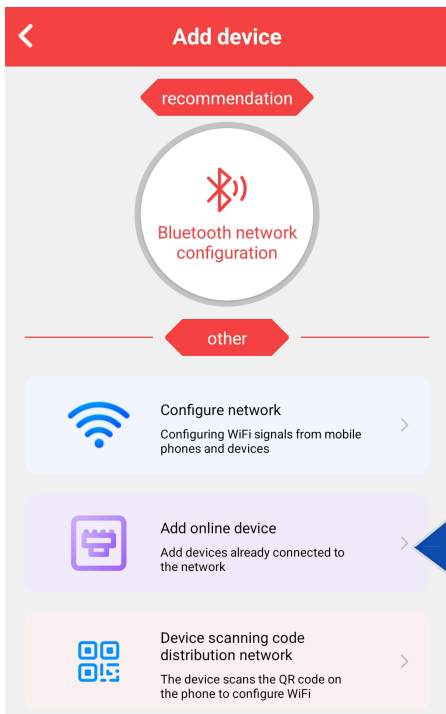 Add device
recommendation
Bluetooth network
configuration
other
Configure network
Configuring WiFi signals from mobile
phones and devices
Add online device
Add devices already connected to
the network
Device scanning code
distribution network
The device scans the QR code on
the phone to configure WiFi